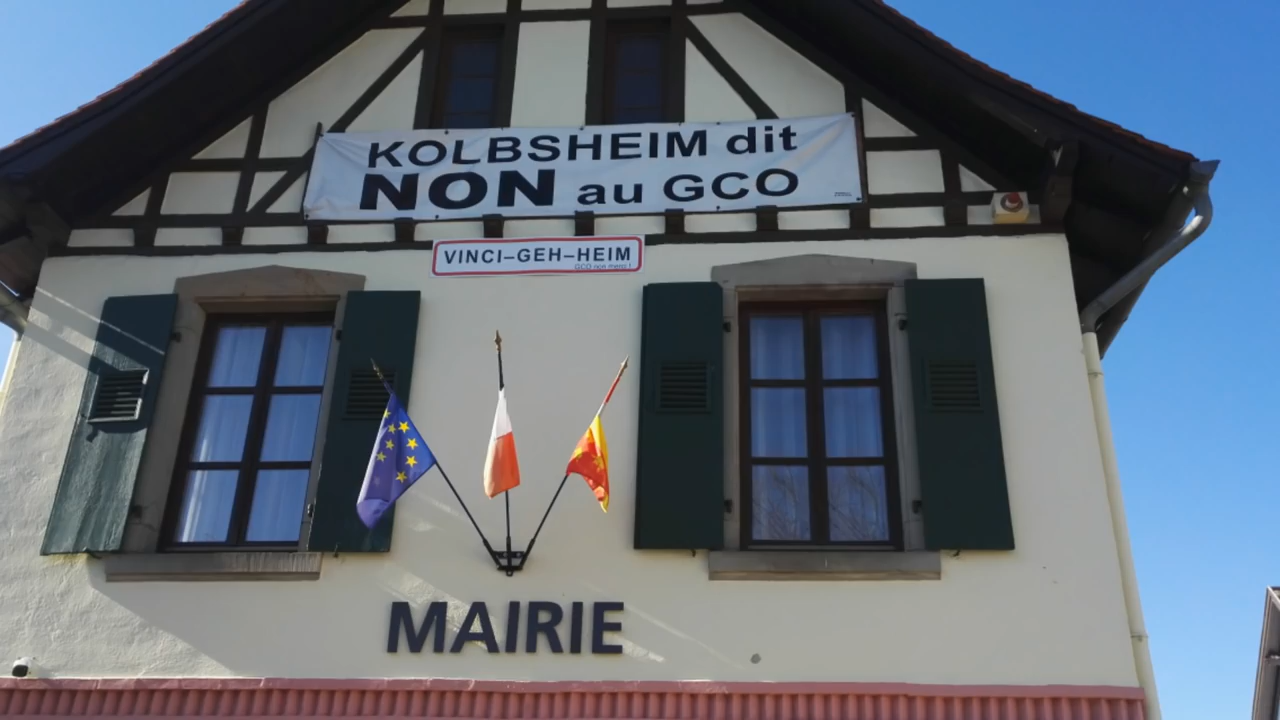 KOLBSHEIM dit
NON au GCO
VINCI–GEH–HEIM
GCO non merci !
MAIRIE